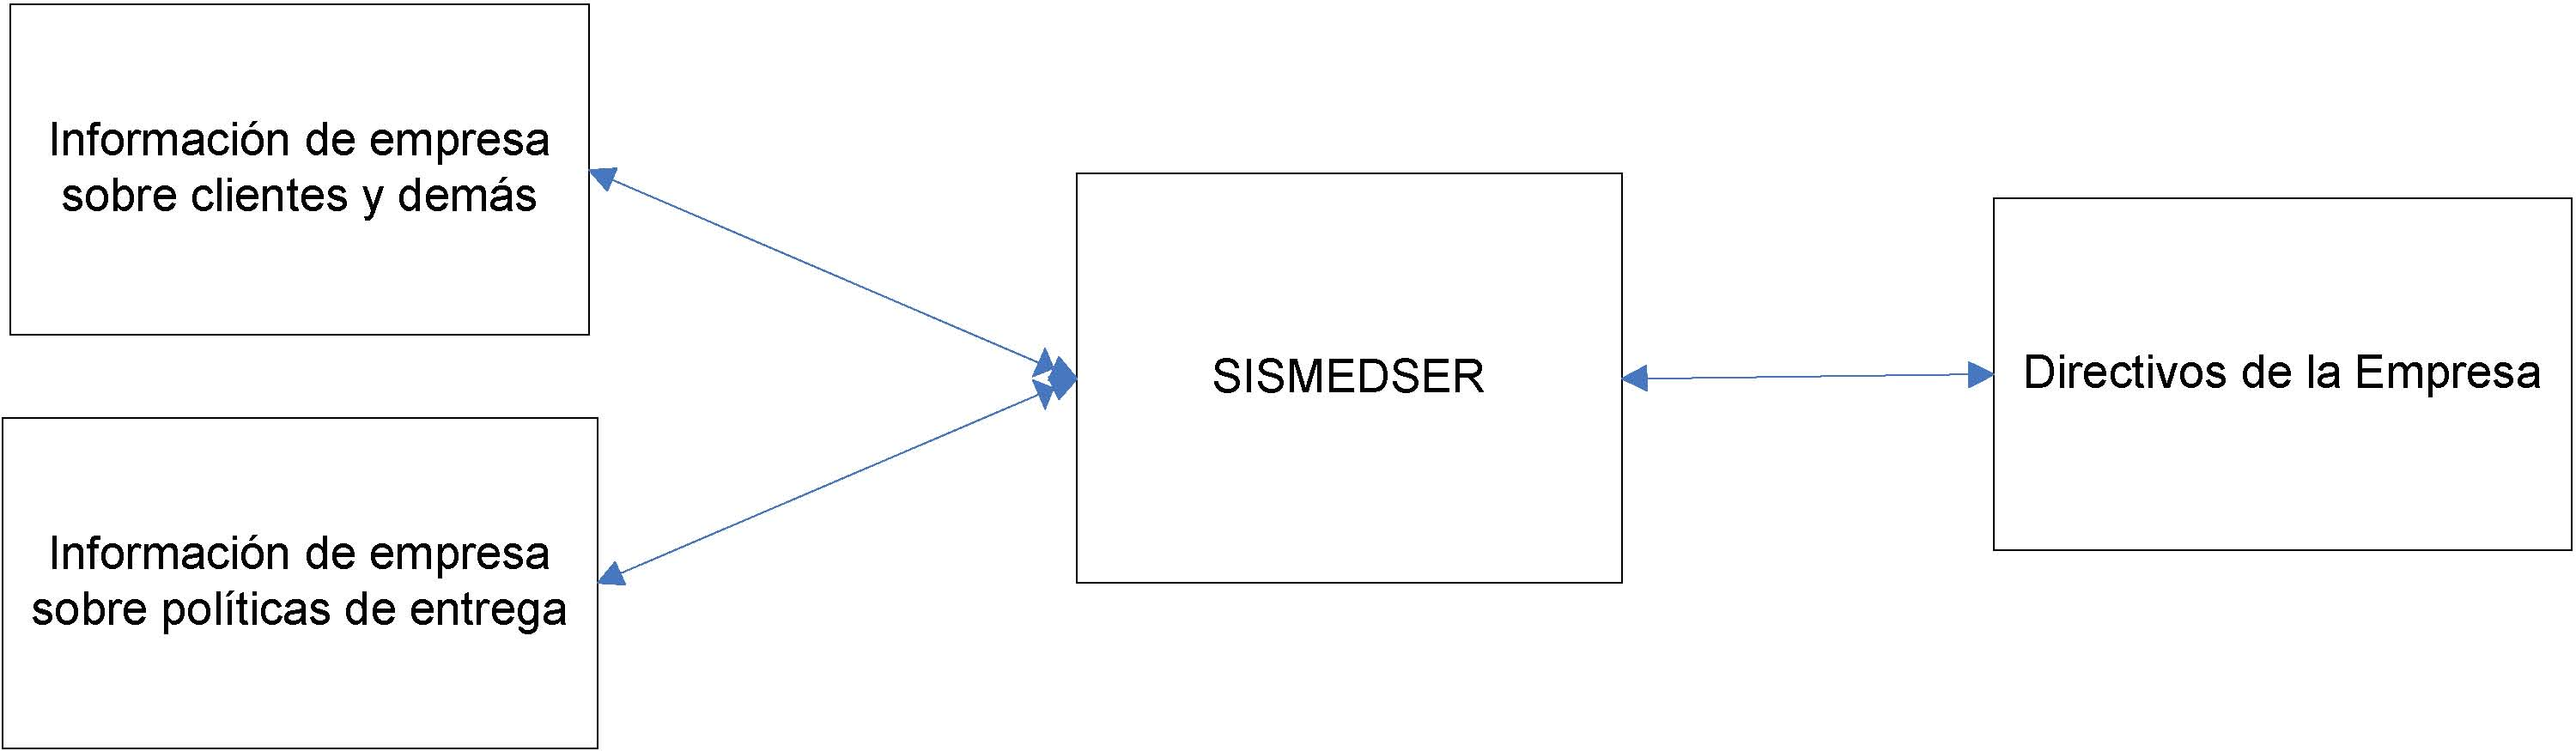 Información de empresa
sobre clientes y demás
SISMEDSER
Directivos de la Empresa
Información de empresa
sobre políticas de entrega